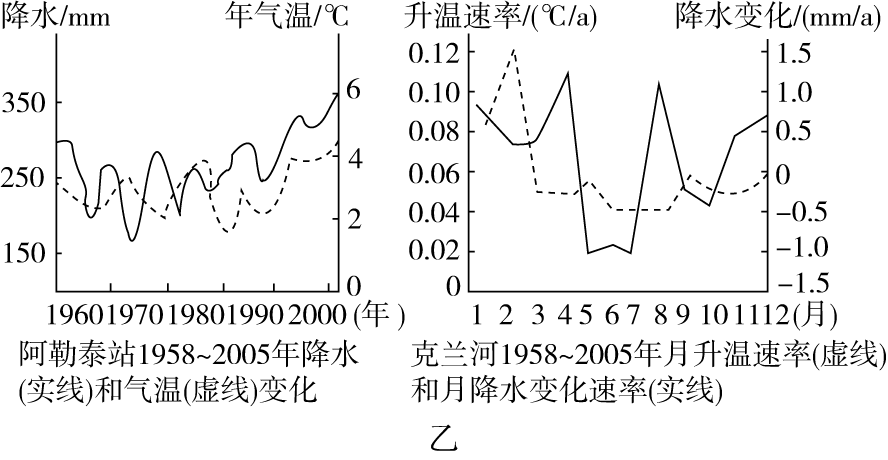 降水/mm 年气温/℃ 升温速率/(℃/a) 降水变化/(mm/a)
350
250
150
6
4
2
0
1960 1970 1980 1990 2000 (年)
0.12
0.10
0.08
0.06
0.04
0.02
0
1.5
1.0
0.5
0
-0.5
-1.0
-1.5
1 2 3 4 5 6 7 8 9 10 11 12 (月)
阿勒泰站1958~2005年降水
(实线)和气温(虚线)变化
克兰河1958~2005年月升温速率(虚线)
和月降水变化速率(实线)
乙